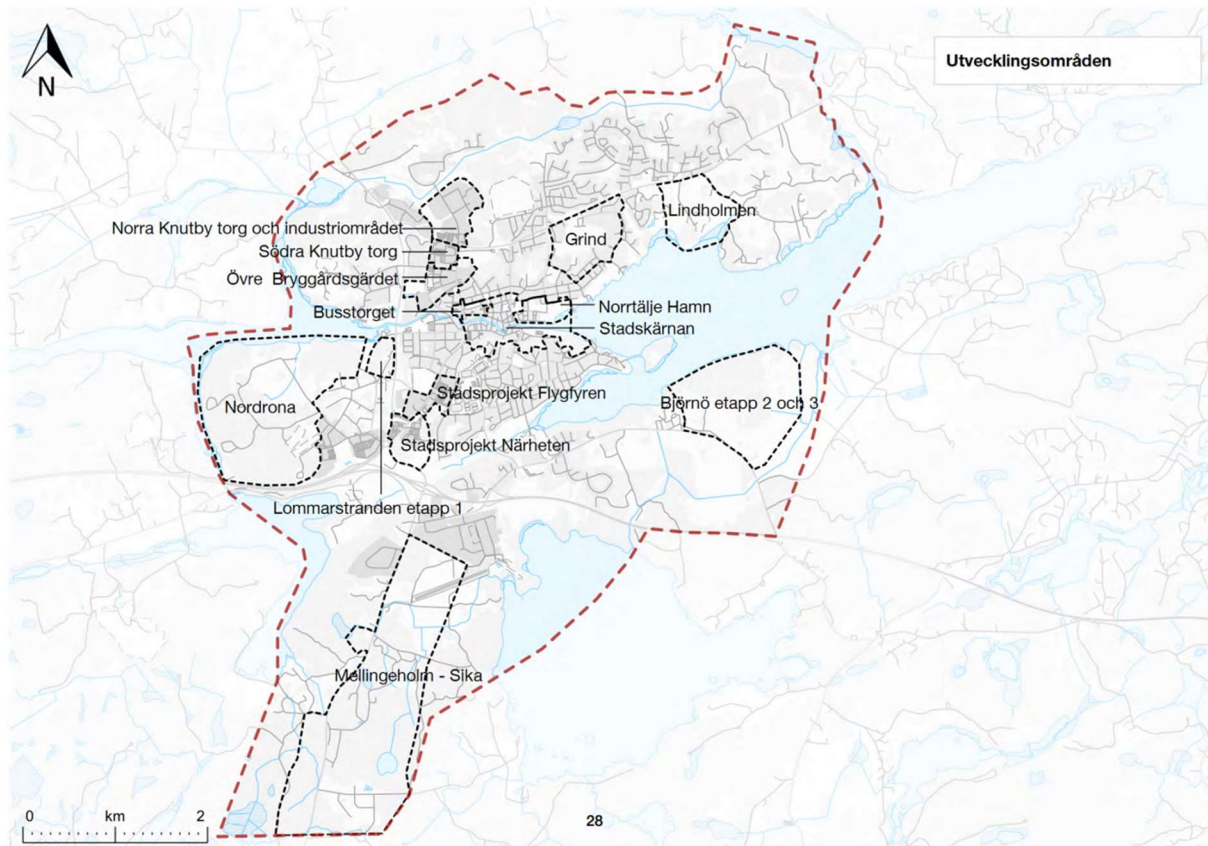 N
Utvecklingsområden
Lindholmen
Norra Knutby torg och industriområdet
Grind
Södra Knutby torg
Övre Bryggårdsgärdet
Busstorget
Norrtälje Hamn
Stadskärnan
Stadsprojekt Flygfyren
Björnö etapp 2 och 3
Nordrona
Stadsprojekt Närheten
Lommarstranden etapp 1
Mellingeholm - Sika
0 km 2
28